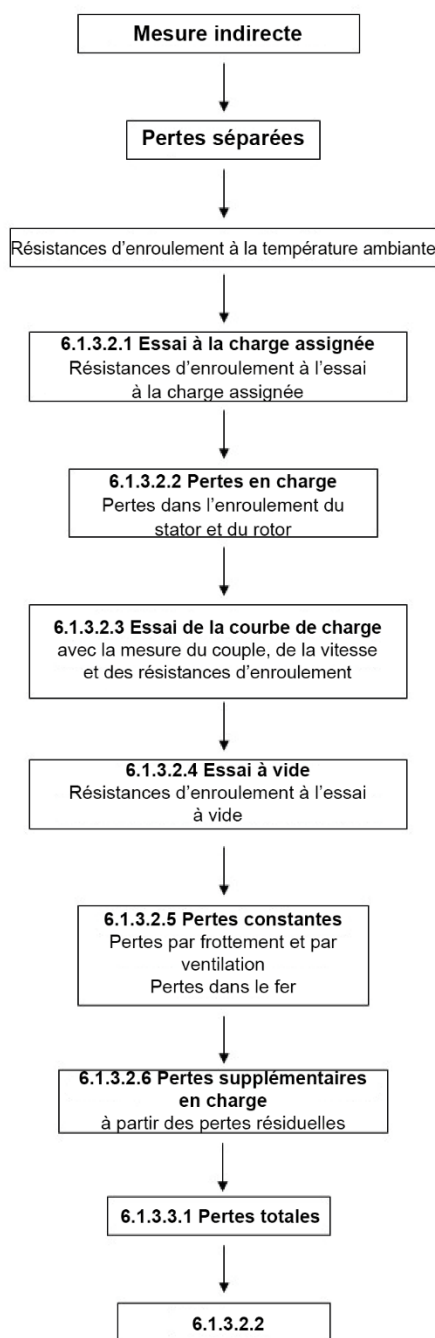 Mesure indirecte
Pertes séparées
Résistances d'enroulement à la température ambiante
6.1.3.2.1 Essai à la charge assignée
Résistances d'enroulement à l'essai
à la charge assignée
6.1.3.2.2 Pertes en charge
Pertes dans l'enroulement du
stator et du rotor
6.1.3.2.3 Essai de la courbe de charge
avec la mesure du couple, de la vitesse
et des résistances d'enroulement
6.1.3.2.4 Essai à vide
Résistances d'enroulement à l'essai
à vide
6.1.3.2.5 Pertes constantes
Pertes par frottement et par
ventilation
Pertes dans le fer
6.1.3.2.6 Pertes supplémentaires
en charge
à partir des pertes résiduelles
6.1.3.3.1 Pertes totales
6.1.3.2.2